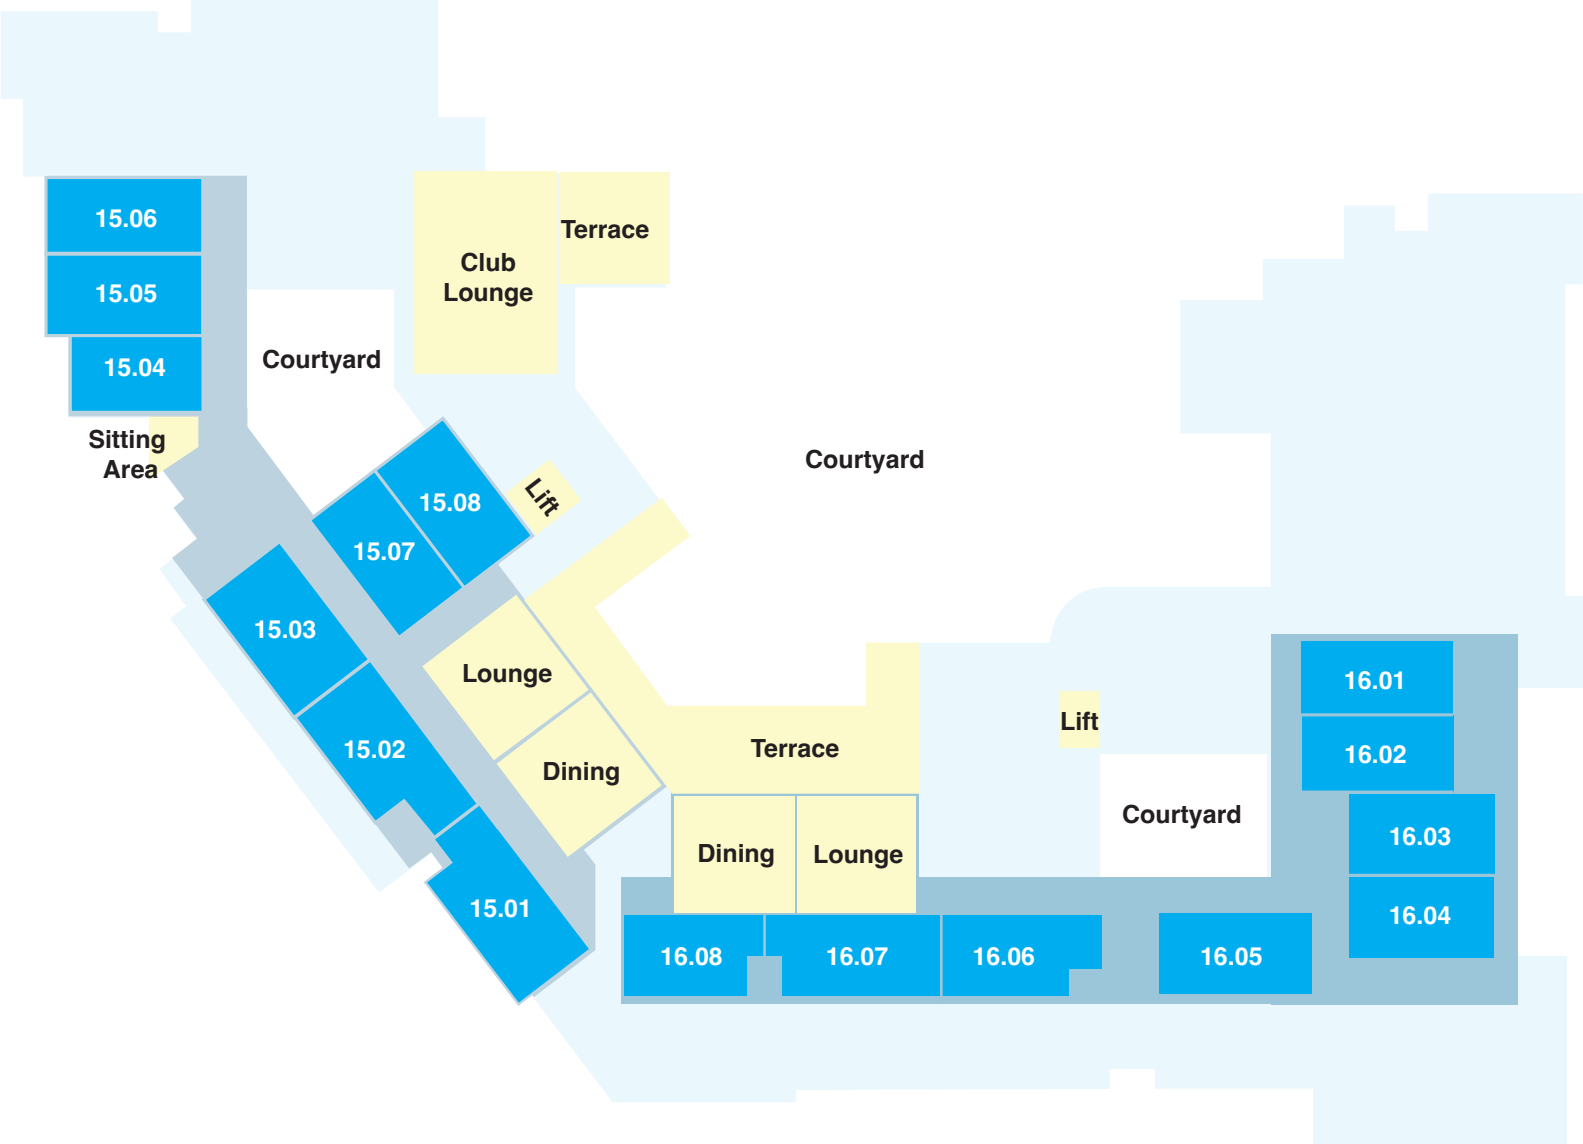 15.06
15.05
15.04
Sitting
Area
Courtyard
Club
Lounge
Terrace
15.08
15.07
Lift
Courtyard
15.03
15.02
15.01
Lounge
Dining
Terrace
Dining
Lounge
Lift
Courtyard
16.01
16.02
16.03
16.04
16.08
16.07
16.06
16.05